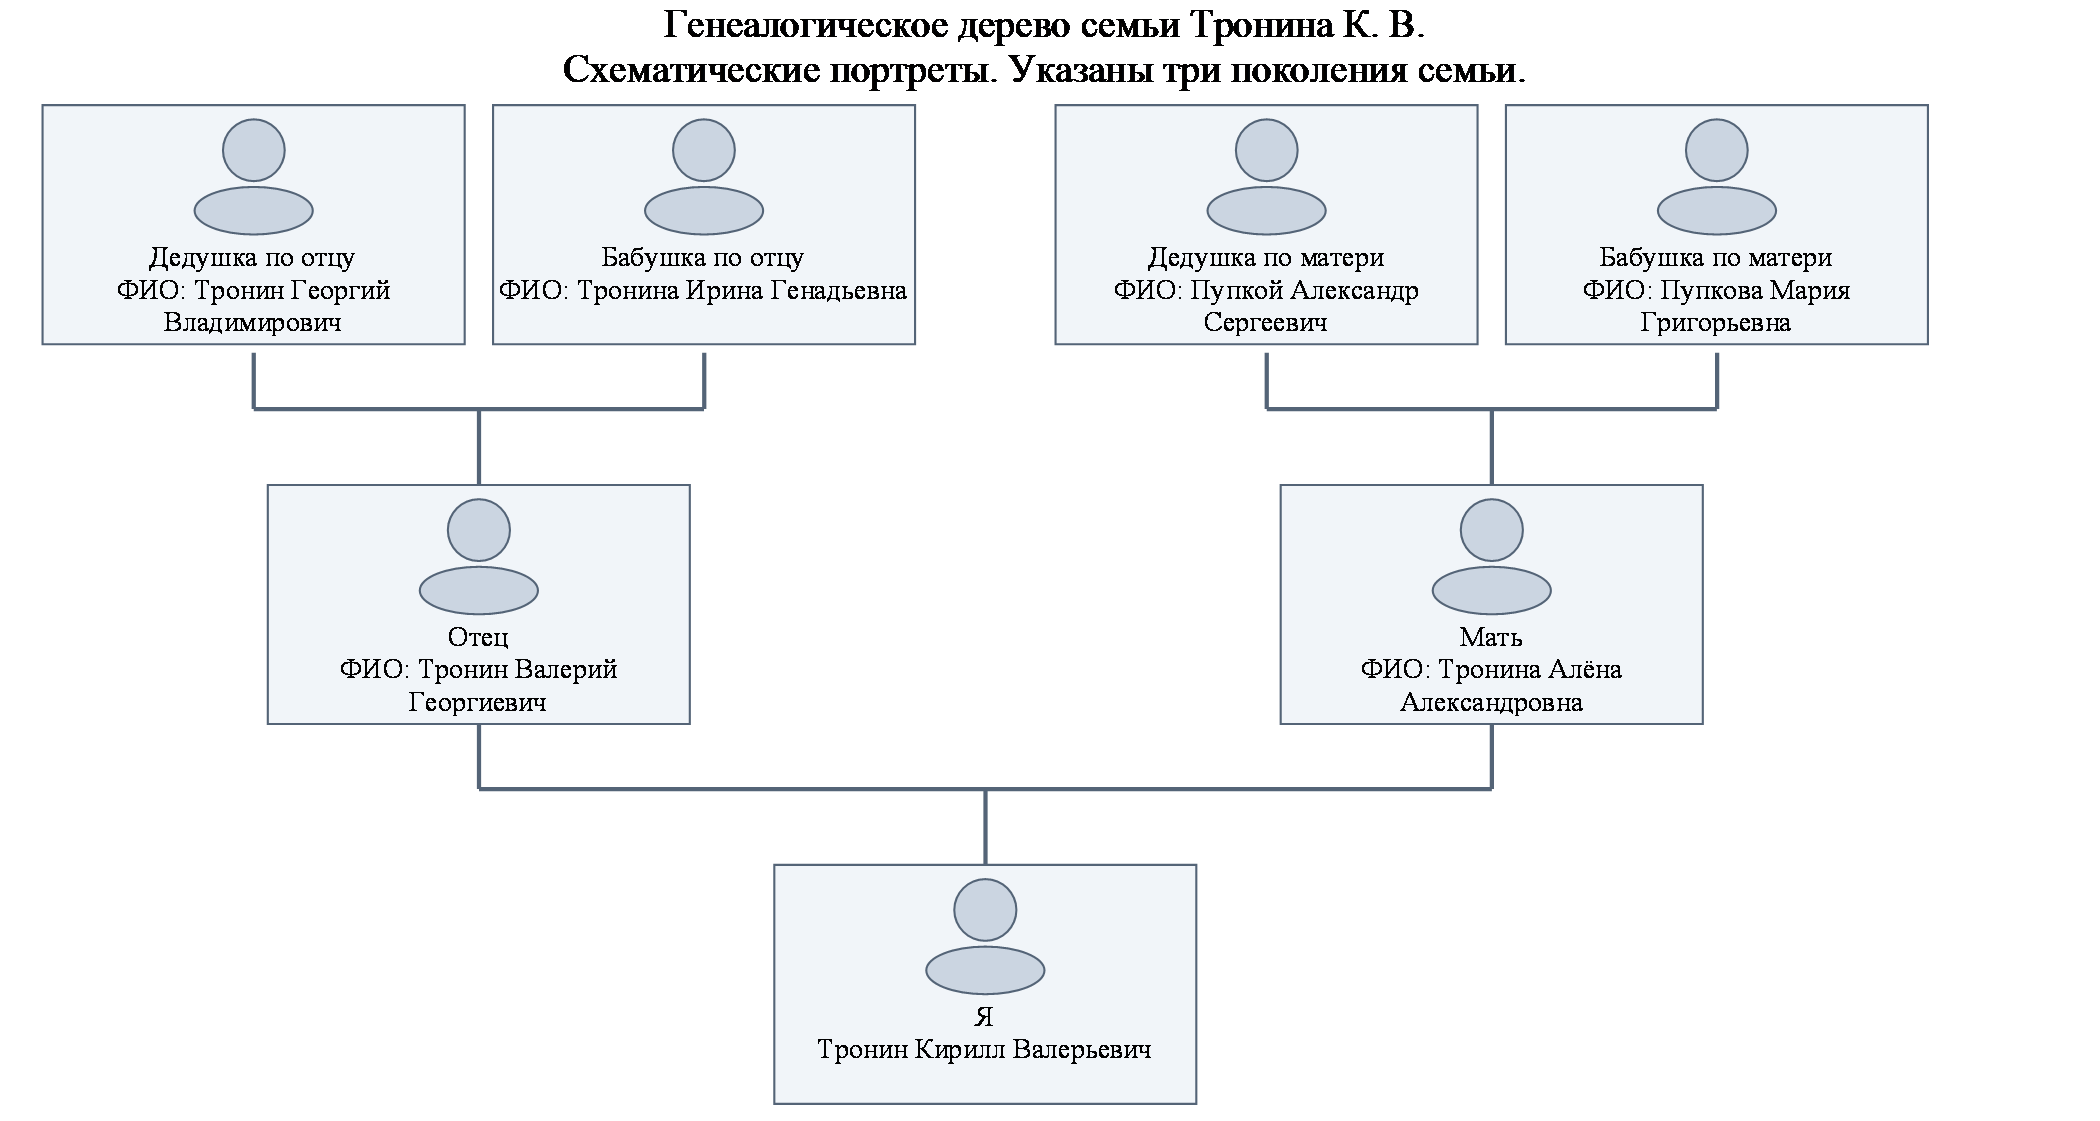 Генеалогическое дерево семьи Тронина К. В.
Схематические портреты. Указаны три поколения семьи.
Дедушка по отцу
ФИО: Тронин Георгий
Владимирович
Бабушка по отцу
ФИО: Тронина Ирина Генадьевна
Дедушка по матери
ФИО: Пупкой Александр
Сергеевич
Бабушка по матери
ФИО: Пупкова Мария
Григорьевна
Отец
ФИО: Тронин Валерий
Георгиевич
Мать
ФИО: Тронина Алёна
Александровна
Я
Тронин Кирилл Валерьевич